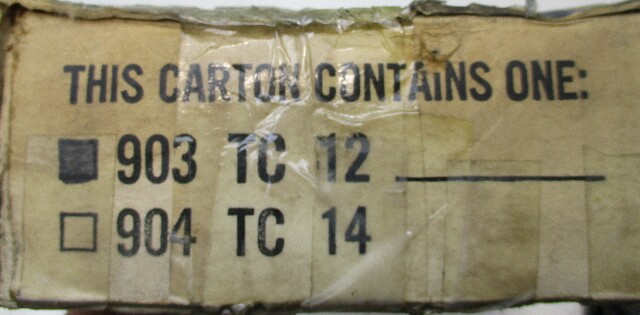 THIS CARTON CONTAINS ONE:
903 TC 12
904 TC 14